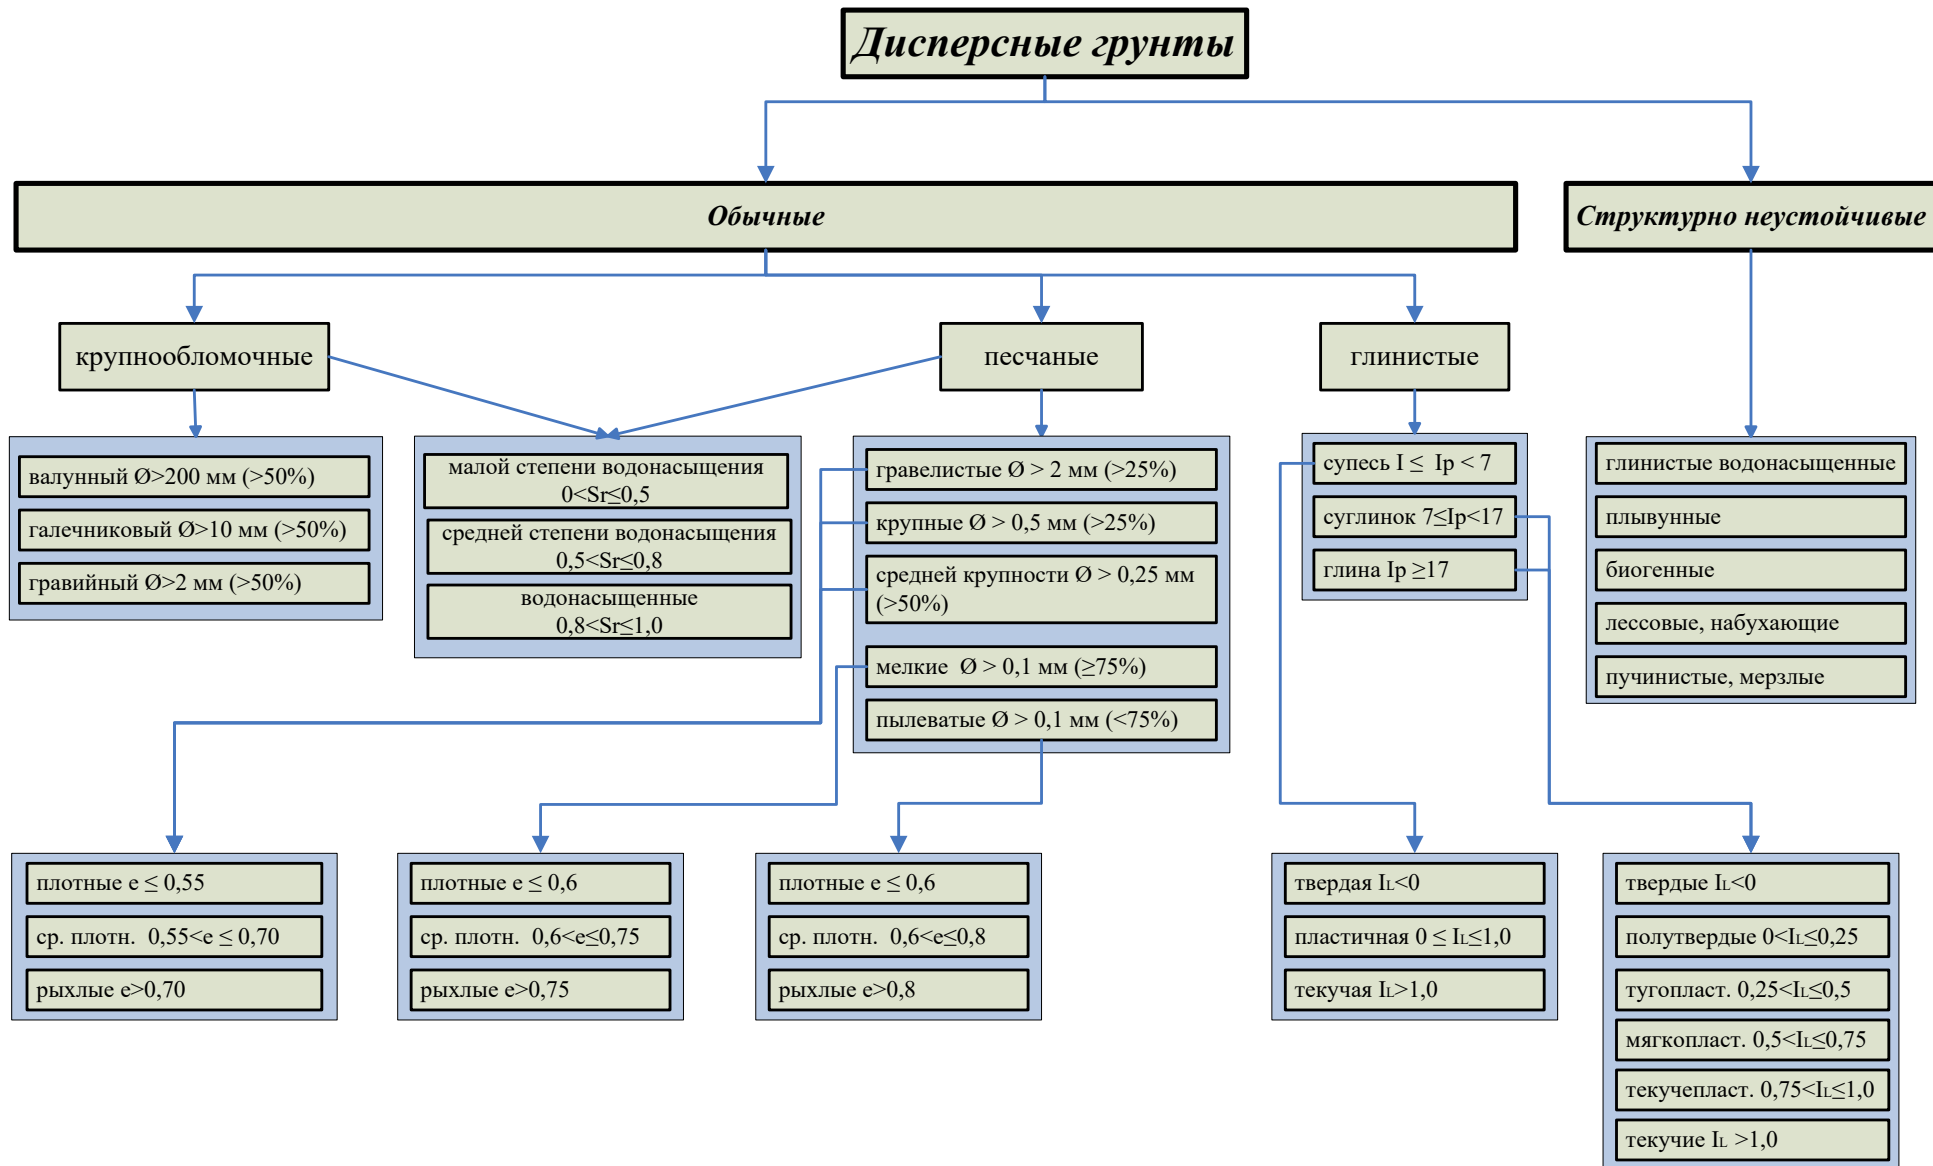 Дисперсные грунты
Обычные
Структурно неустойчивые
крупнообломочные
песчаные
глинистые
валунный Ø>200 мм (>50%)
галечниковый Ø>10 мм (>50%)
гравийный Ø>2 мм (>50%)
малой степени водонасыщения
0<Sr≤0,5
средней степени водонасыщения
0,5<Sr≤0,8
водонасыщенные
0,8<Sr≤1,0
гравелистые Ø > 2 мм (>25%)
крупные Ø > 0,5 мм (>25%)
средней крупности Ø > 0,25 мм
(>50%)
мелкие Ø > 0,1 мм (≥75%)
пылеватые Ø > 0,1 мм (<75%)
супесь I ≤ Ip < 7
суглинок 7≤Ip<17
глина Ip ≥17
глинистые водонасыщенные
плывунные
биогенные
лессовые, набухающие
пучинистые, мерзлые
плотные e ≤ 0,55
ср. плотн. 0,55<e ≤ 0,70
рыхлые e>0,70
плотные e ≤ 0,6
ср. плотн. 0,6<e≤0,75
рыхлые e>0,75
плотные e ≤ 0,6
ср. плотн. 0,6<e≤0,8
рыхлые e>0,8
твердая IL<0
пластичная 0 ≤ IL≤1,0
текучая IL>1,0
твердые IL<0
полутвердые 0<IL≤0,25
тугопласт. 0,25<IL≤0,5
мягкопласт. 0,5<IL≤0,75
текучепласт. 0,75<IL≤1,0
текучие IL >1,0